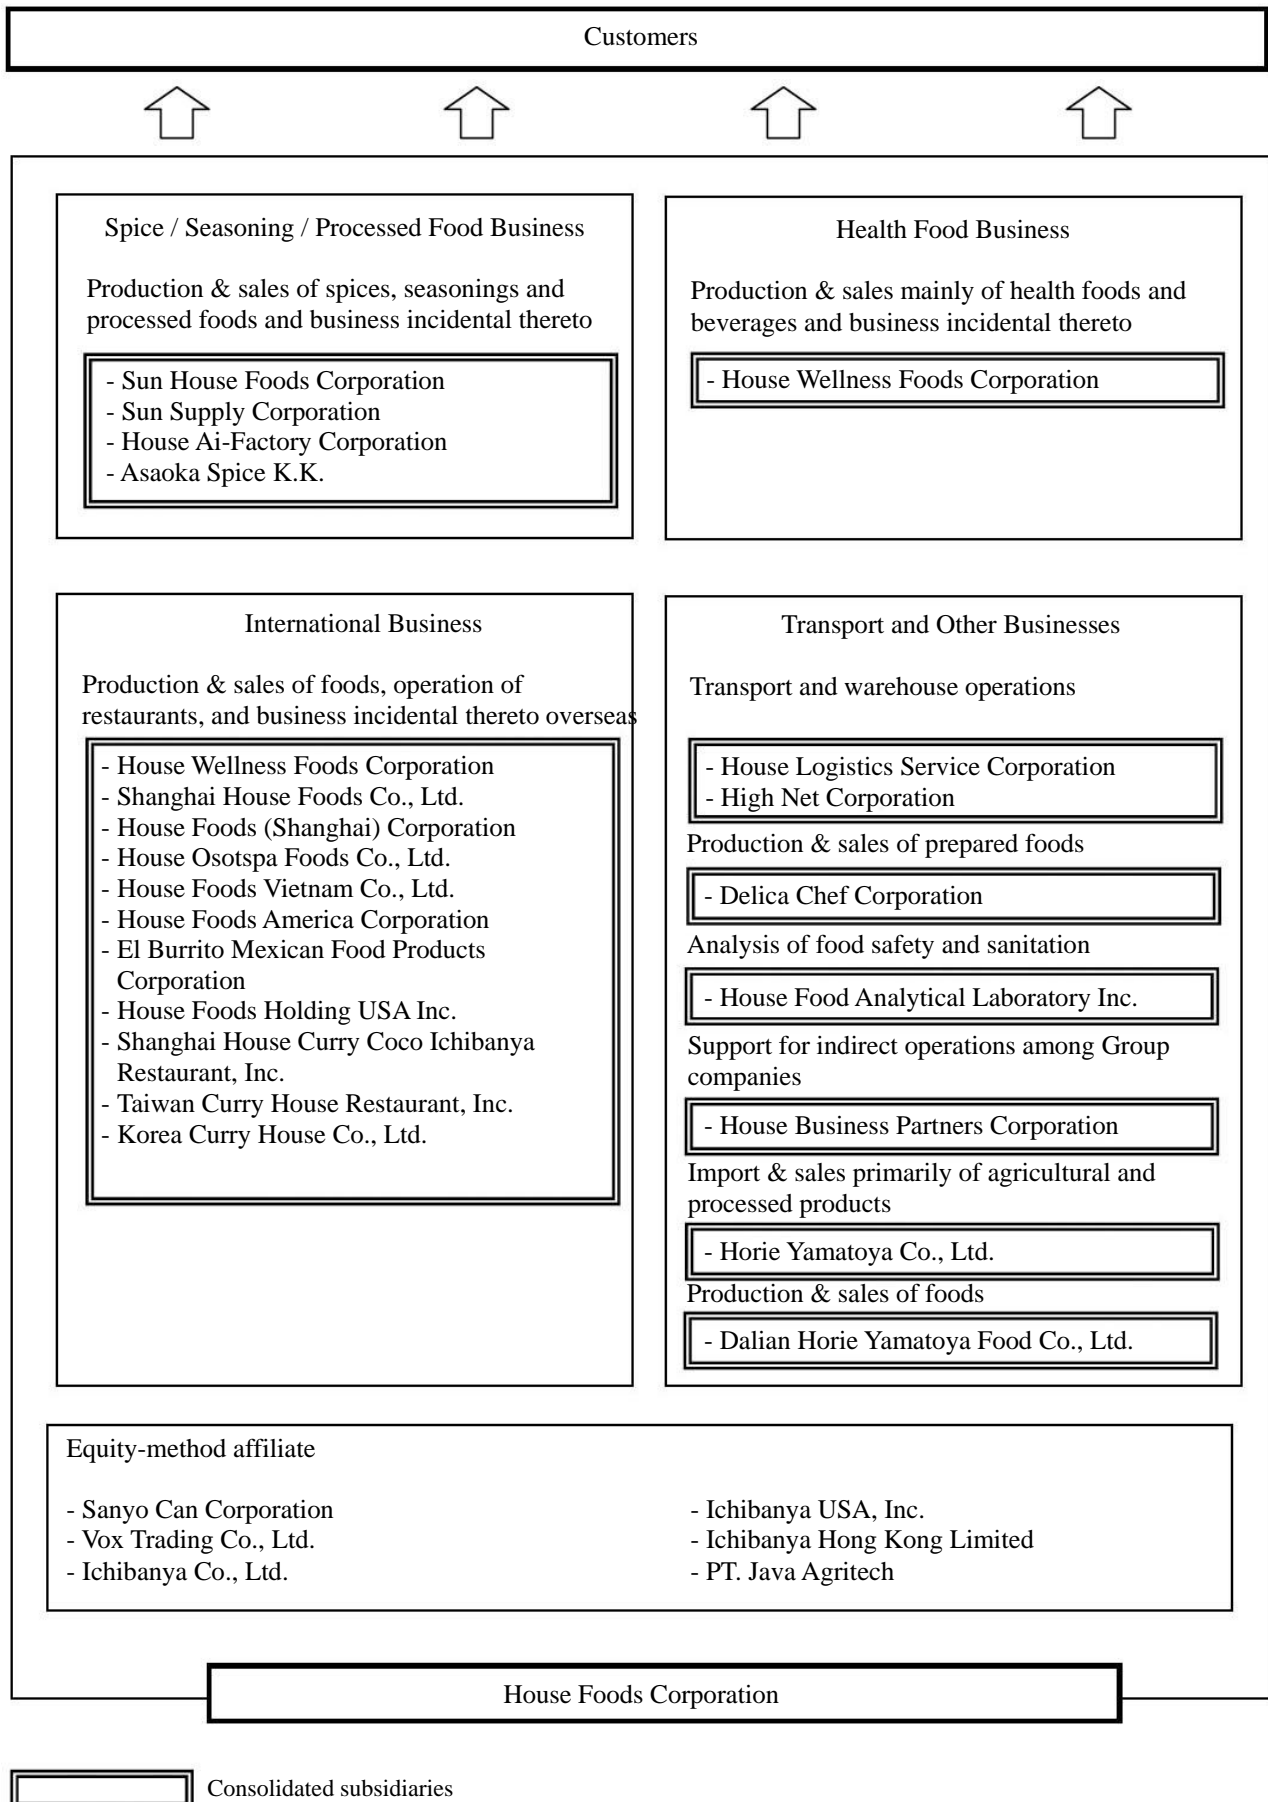 Customers
Spice / Seasoning / Processed Food Business
Production & sales of spices, seasonings and
processed foods and business incidental thereto
- Sun House Foods Corporation
- Sun Supply Corporation
- House Ai-Factory Corporation
- Asaoka Spice K.K.
Health Food Business
Production & sales mainly of health foods and
beverages and business incidental thereto
- House Wellness Foods Corporation
International Business
Production & sales of foods, operation of
restaurants, and business incidental thereto overseas
- House Wellness Foods Corporation
- Shanghai House Foods Co., Ltd.
- House Foods (Shanghai) Corporation
- House Osotspa Foods Co., Ltd.
- House Foods Vietnam Co., Ltd.
- House Foods America Corporation
- El Burrito Mexican Food Products
Corporation
- House Foods Holding USA Inc.
- Shanghai House Curry Coco Ichibanya
Restaurant, Inc.
- Taiwan Curry House Restaurant, Inc.
- Korea Curry House Co., Ltd.
Transport and Other Businesses
Transport and warehouse operations
- House Logistics Service Corporation
- High Net Corporation
Production & sales of prepared foods
- Delica Chef Corporation
Analysis of food safety and sanitation
- House Food Analytical Laboratory Inc.
Support for indirect operations among Group
companies
- House Business Partners Corporation
Import & sales primarily of agricultural and
processed products
- Horie Yamatoya Co., Ltd.
Production & sales of foods
- Dalian Horie Yamatoya Food Co., Ltd.
Equity-method affiliate
- Sanyo Can Corporation
- Vox Trading Co., Ltd.
- Ichibanya Co., Ltd.
- Ichibanya USA, Inc.
- Ichibanya Hong Kong Limited
- PT. Java Agritech
House Foods Corporation
Consolidated subsidiaries